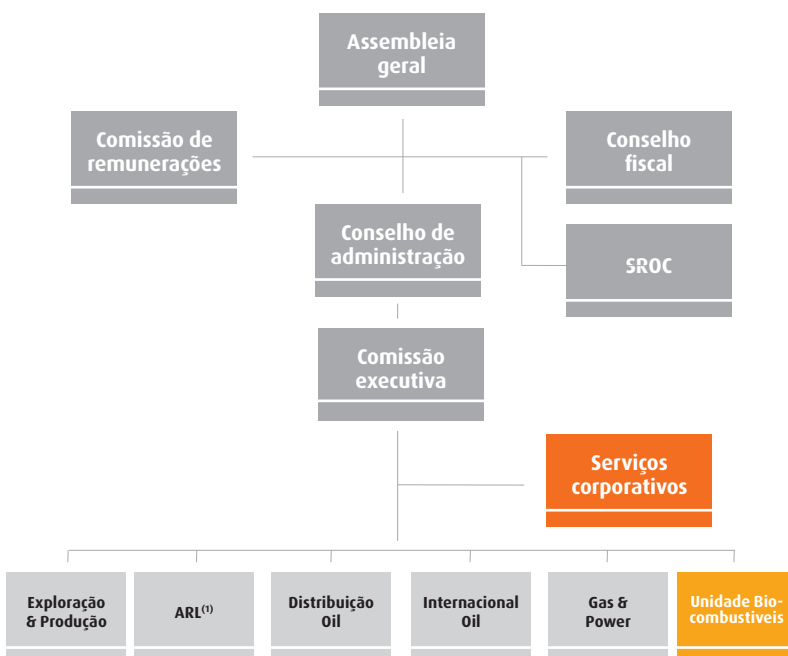 Assembleia
geral
Comissão de
remunerações
Conselho
fiscal
Conselho de
administração
SROC
Comissão
executiva
Serviços
corporativos
Exploração
& Produção
ARL(1)
Distribuição
Oil
Internacional
Oil
Gas &
Power
Unidade Bio-
combustiveis